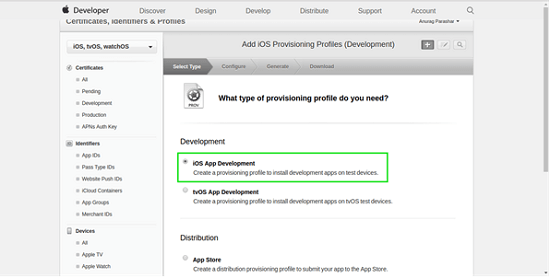 Developer Discover Design Develop Distribute Support Account
Certificates, Identifiers & Profiles
Anurag Parashar
iOS, tvOS, watchOS
Add iOS Provisioning Profiles (Development)
Select Type Configure Generate Download
Certificates
All
Pending
Development
Production
APNs Auth Key
Identifiers
App IDs
Pass Type IDs
Website Push IDs
iCloud Containers
App Groups
Merchant IDs
Devices
All
Apple TV
Apple Watch
PROV
What type of provisioning profile do you need?
Development
iOS App Development
Create a provisioning profile to install development apps on test devices.
tvOS App Development
Create a provisioning profile to install development apps on tvOS test devices.
Distribution
App Store
Create a distribution provisioning profile to submit your app to the App Store.